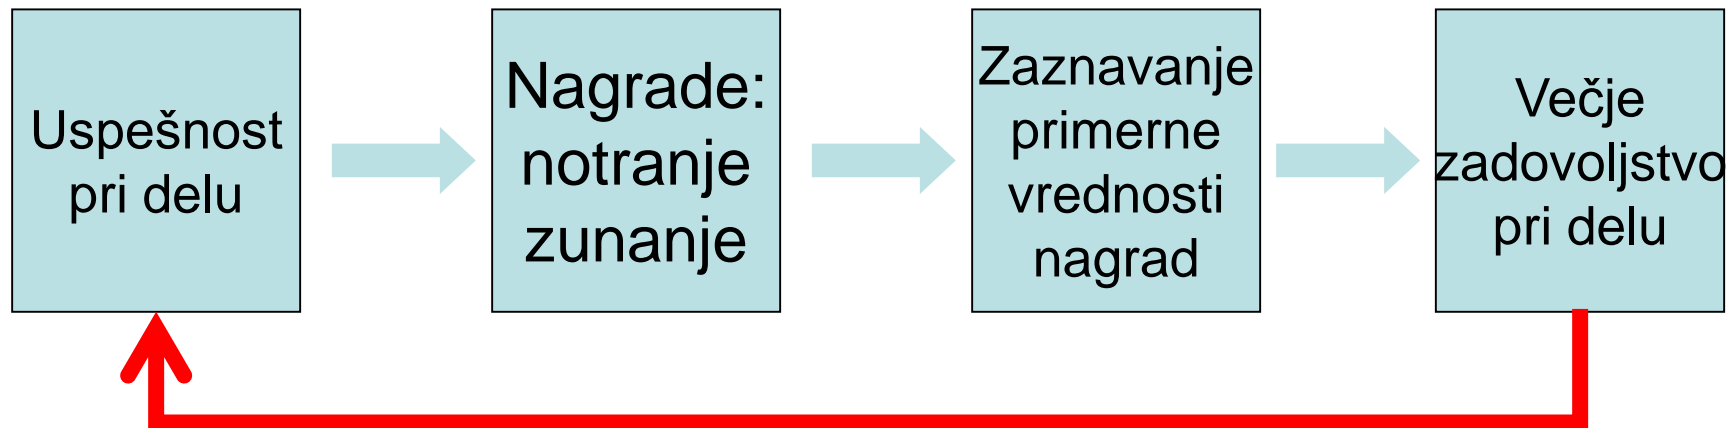 Uspešnost
pri delu
Nagrade:
notranje
zunanje
Zaznavanje
primerne
vrednosti
nagrad
Večje
zadovoljstvo
pri delu